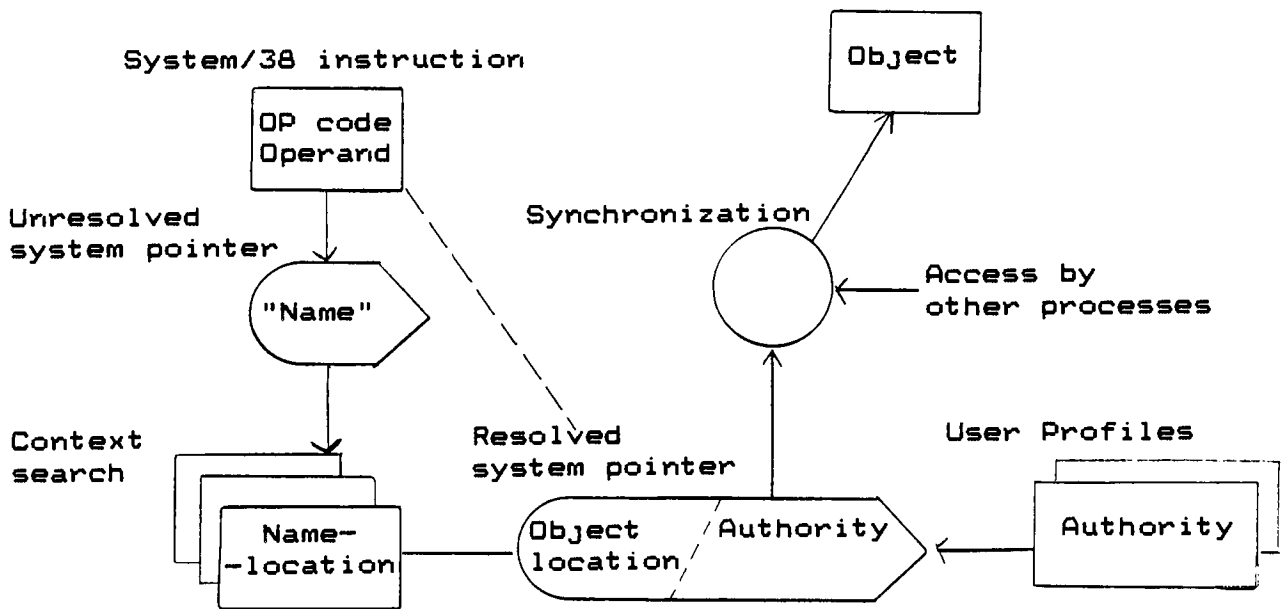 System/38 instruction
OP code
Operand
Object
Unresolved
system pointer
Synchronization
"Name"
Access by
other processes
Context
search
Resolved
system pointer
User Profiles
Name-
-location
Object
location
Authority
Authority